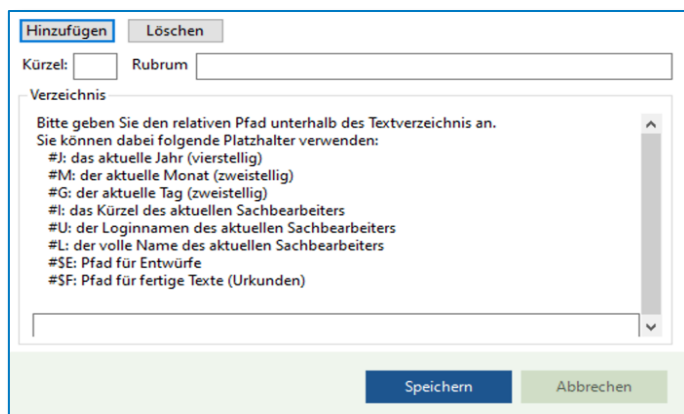 Hinzufügen Löschen
Kürzel: Rubrum
Verzeichnis
Bitte geben Sie den relativen Pfad unterhalb des Textverzeichnis an.
Sie können dabei folgende Platzhalter verwenden:
#J: das aktuelle Jahr (vierstellig)
#M: der aktuelle Monat (zweistellig)
#G: der aktuelle Tag (zweistellig)
#I: das Kürzel des aktuellen Sachbearbeiters
#U: der Loginnamen des aktuellen Sachbearbeiters
#L: der volle Name des aktuellen Sachbearbeiters
#$E: Pfad für Entwürfe
#$F: Pfad für fertige Texte (Urkunden)
Speichern Abbrechen